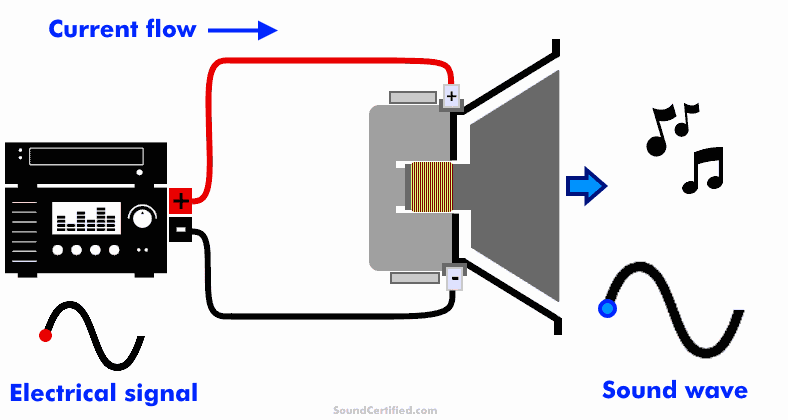 Current flow
+
+
-
-
Electrical signal
Sound wave
SoundCertified.com